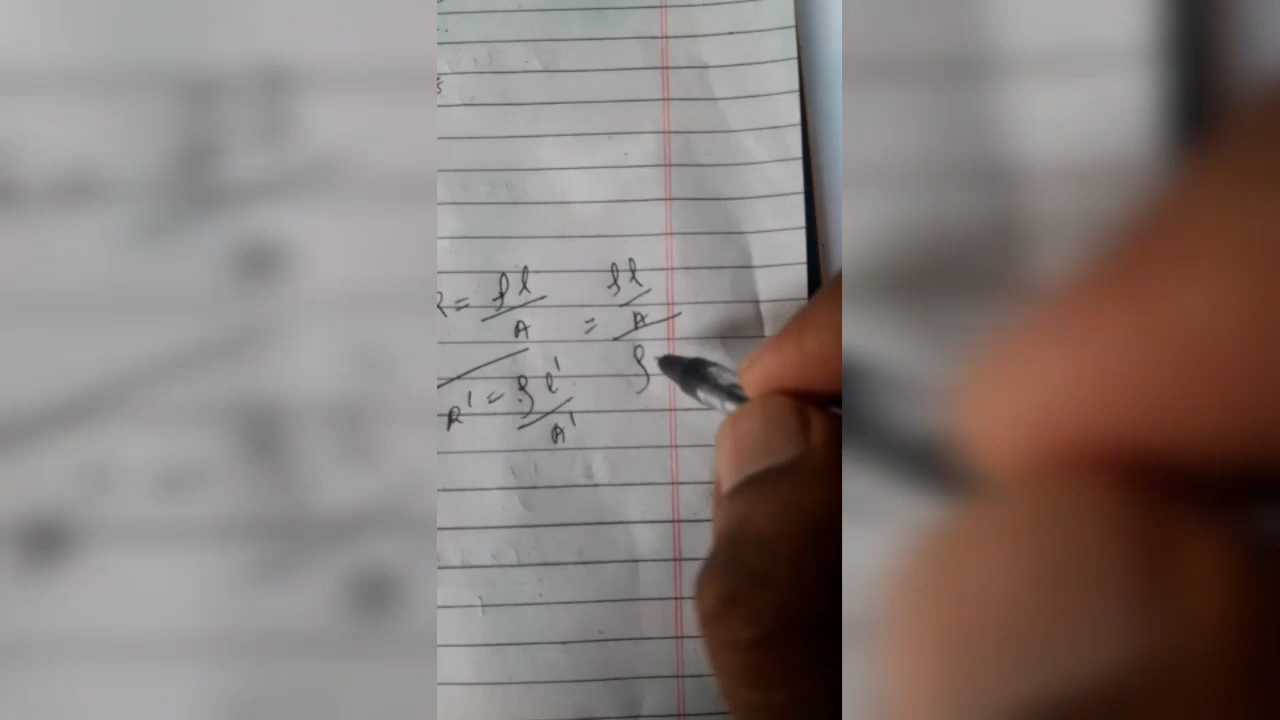 R = ρl/A = ρl/A
R' = ρl'/A' ρ